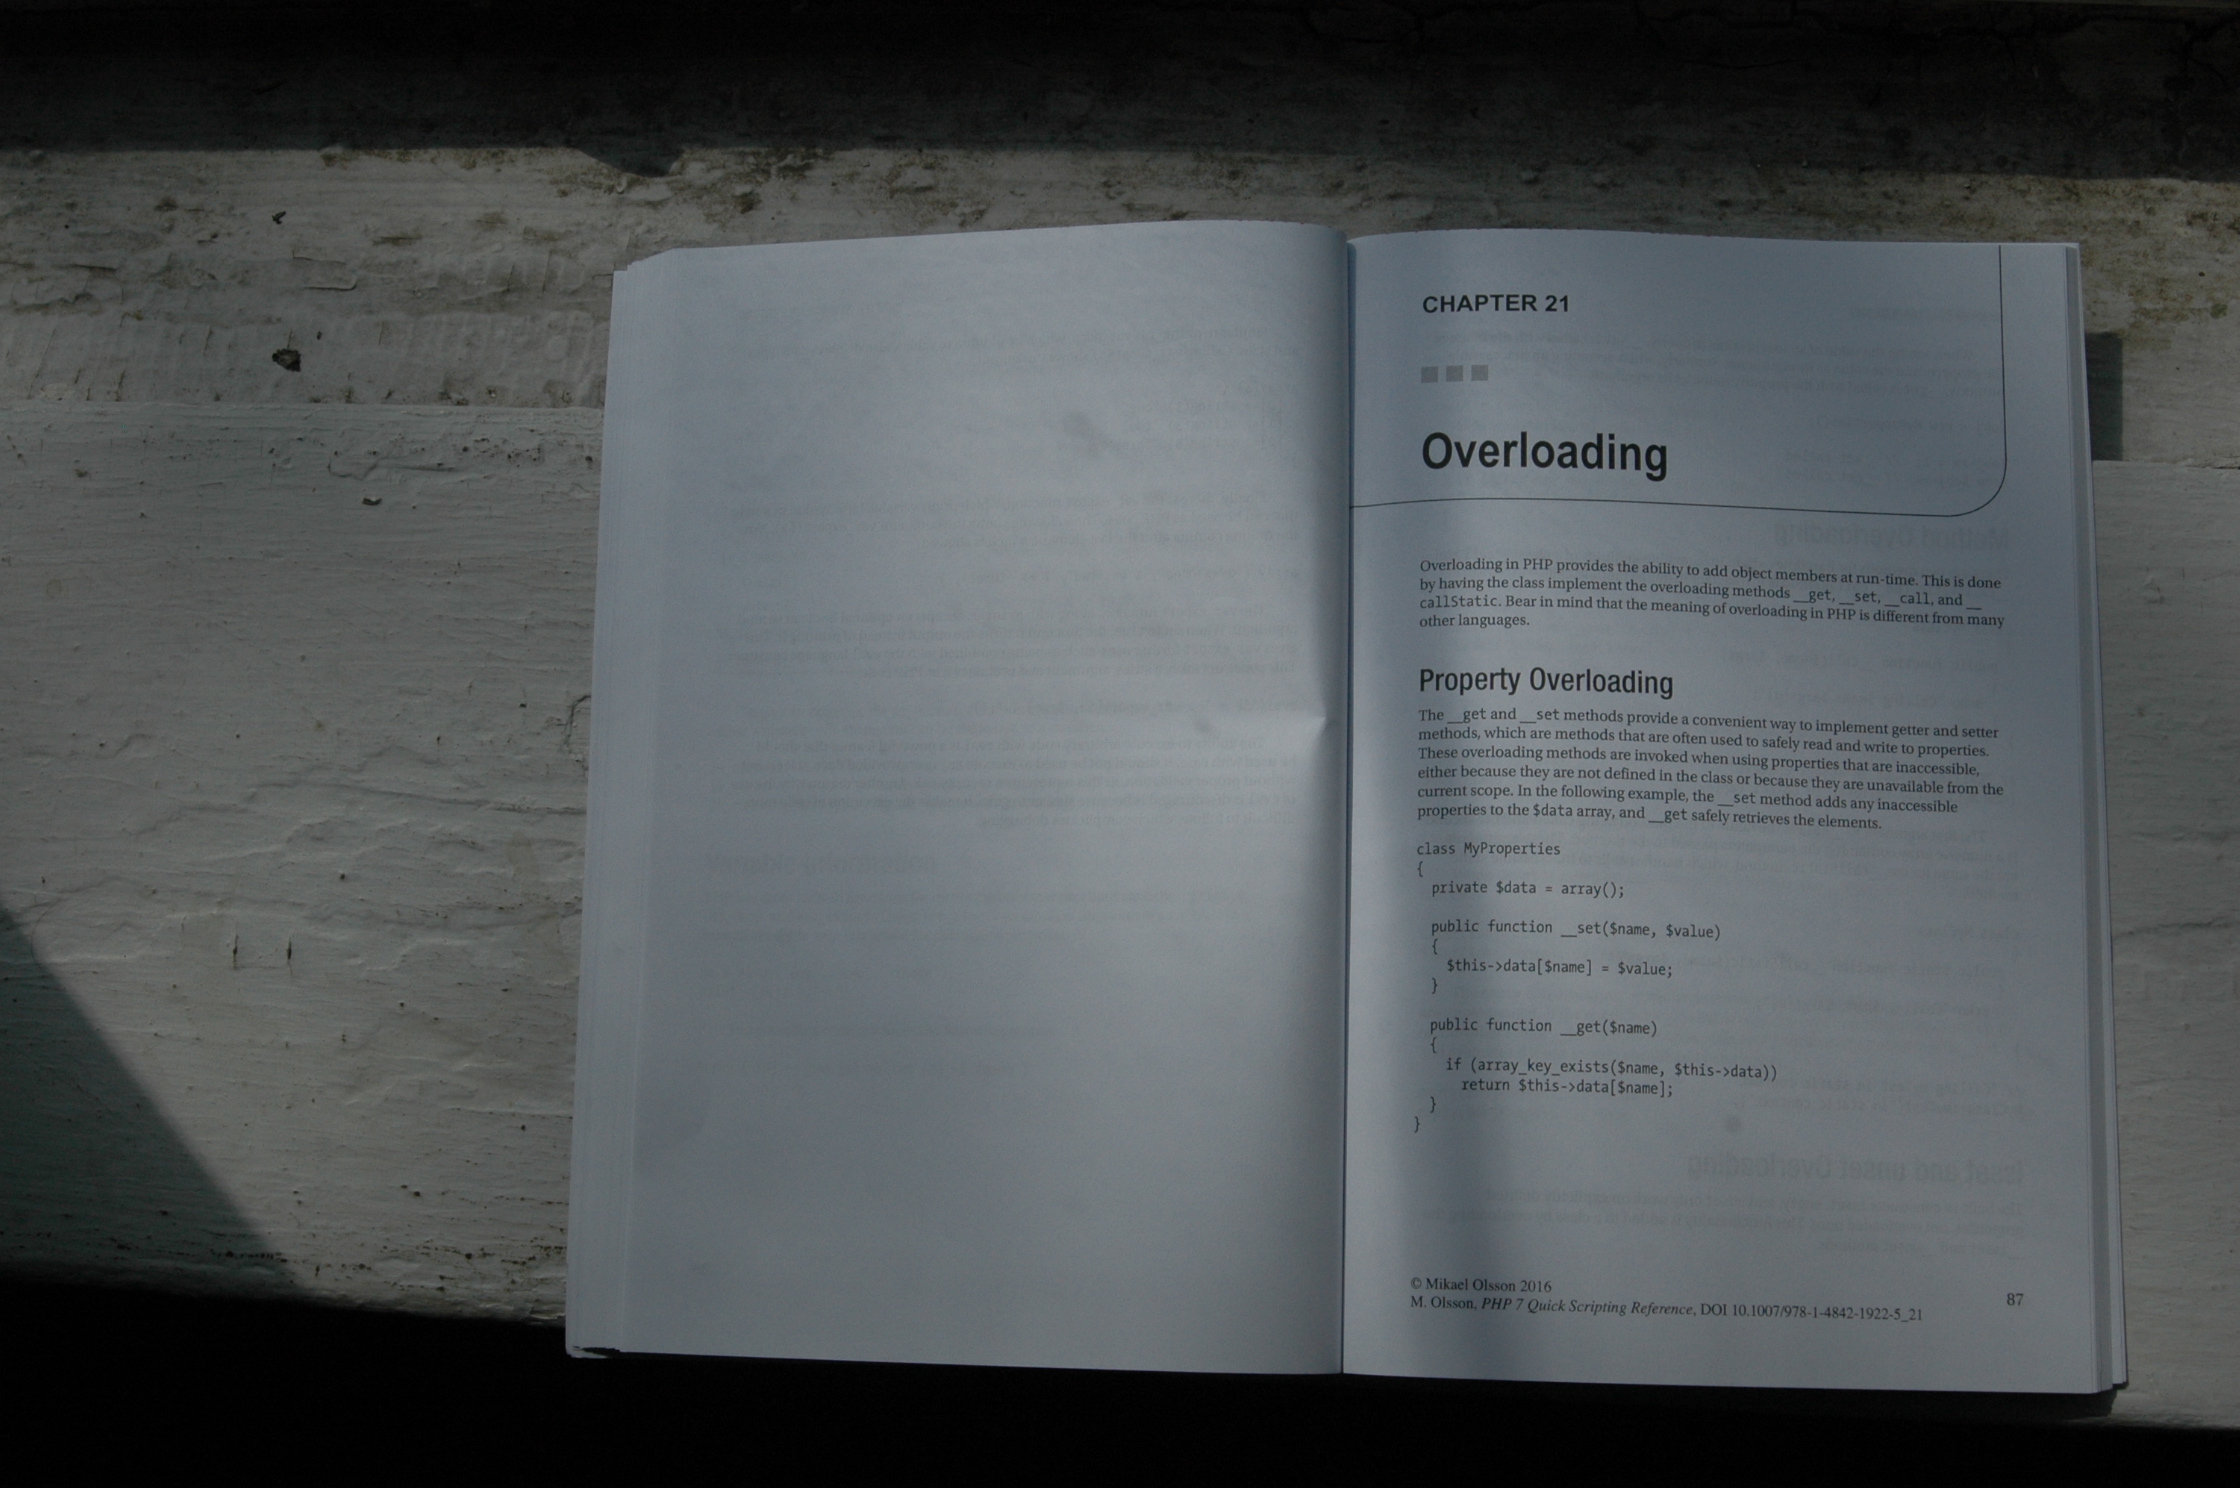 CHAPTER 21
Overloading
Overloading in PHP provides the ability to add object members at run-time. This is done
by having the class implement the overloading methods __get, __set, __call, and __
callStatic. Bear in mind that the meaning of overloading in PHP is different from many
other languages.
Property Overloading
The __get and __set methods provide a convenient way to implement getter and setter
methods, which are methods that are often used to safely read and write to properties.
These overloading methods are invoked when using properties that are inaccessible,
either because they are not defined in the class or because they are unavailable from the
current scope. In the following example, the __set method adds any inaccessible
properties to the $data array, and __get safely retrieves the elements.
class MyProperties
{
private $data = array();
public function __set($name, $value)
{
$this->data[$name] = $value;
}
public function __get($name)
{
if (array_key_exists($name, $this->data))
return $this->data[$name];
}
}
© Mikael Olsson 2016
M. Olsson, PHP 7 Quick Scripting Reference, DOI 10.1007/978-1-4842-1922-5_21
87